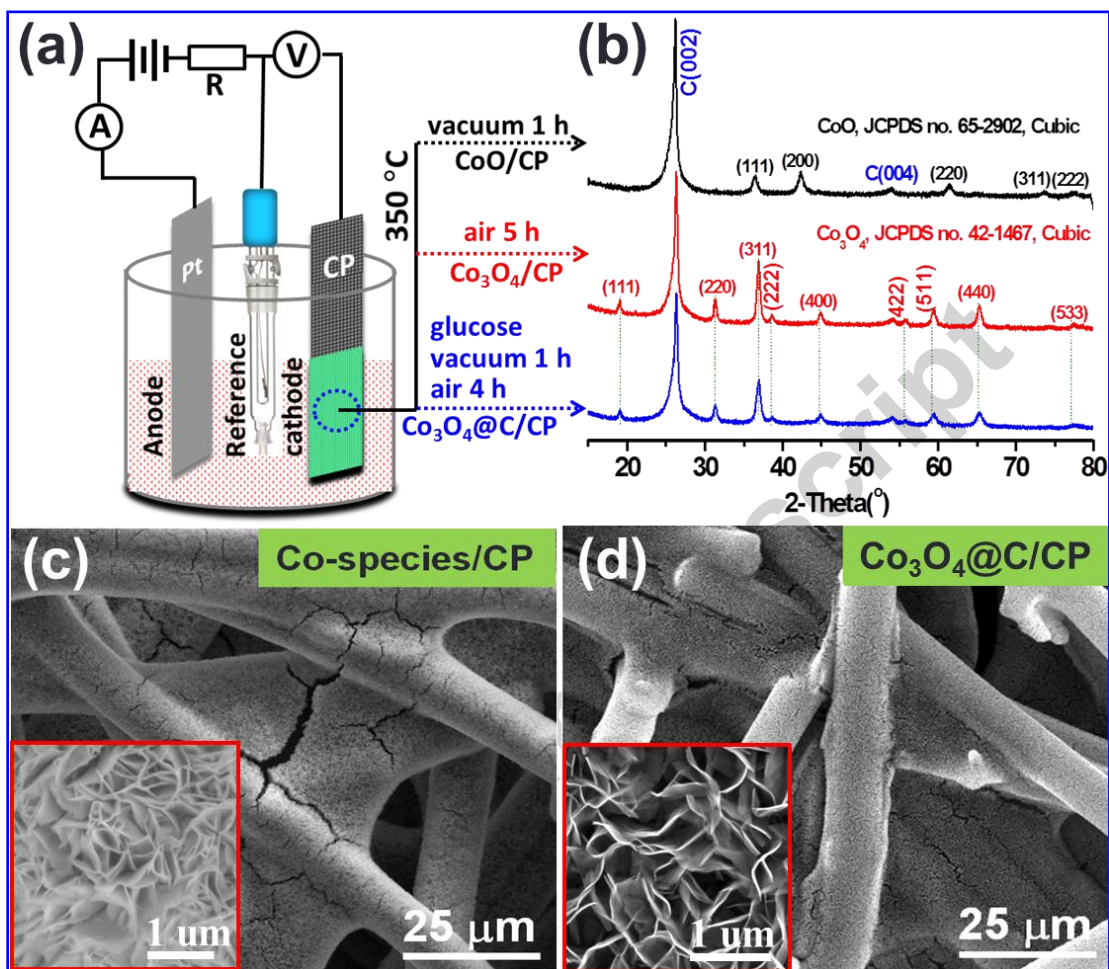 (a)
R
V
A
Pt
CP
Anode
Reference
cathode
350 °C
vacuum 1 h
CoO/CP
air 5 h
Co₃O₄/CP
glucose
vacuum 1 h
air 4 h
Co₃O₄@C/CP
(b)
C(002)
CoO, JCPDS no. 65-2902, Cubic
(111)
(200)
C(004)
(220)
(311)
(222)
Co₃O₄, JCPDS no. 42-1467, Cubic
(111)
(220)
(311)
(222)
(400)
(422)
(511)
(440)
(533)
20 30 40 50 60 70 80
2-Theta(°)
script
(c)
Co-species/CP
1 um
25 μm
(d)
Co₃O₄@C/CP
1 um
25 μm